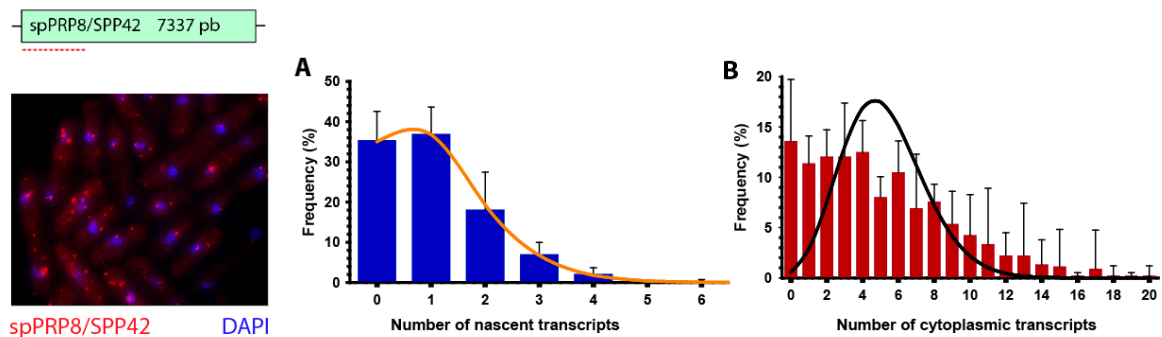 spPRP8/SPP42 7337 pb
spPRP8/SPP42 DAPI
A
Frequency (%)
50
40
30
20
10
0
0 1 2 3 4 5 6
Number of nascent transcripts
B
Frequency (%)
20
15
10
5
0
0 2 4 6 8 10 12 14 16 18 20
Number of cytoplasmic transcripts